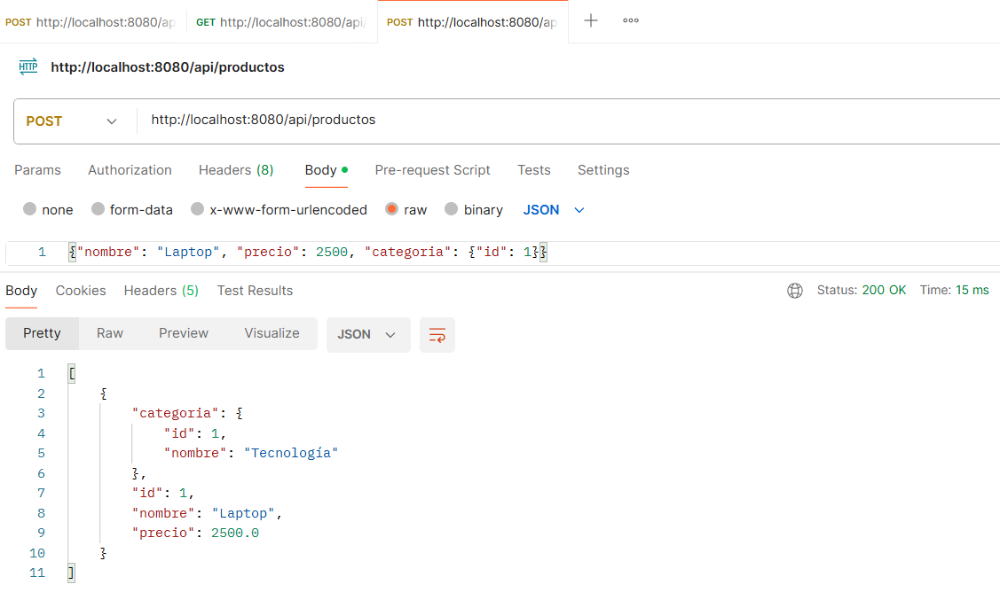 POST http://localhost:8080/ap GET http://localhost:8080/api/ POST http://localhost:8080/ap
HTTP http://localhost:8080/api/productos
POST http://localhost:8080/api/productos
Params Authorization Headers (8) Body Pre-request Script Tests Settings
none form-data x-www-form-urlencoded raw binary JSON
1 {"nombre": "Laptop", "precio": 2500, "categoria": {"id": 1}}
Body Cookies Headers (5) Test Results Status: 200 OK Time: 15 ms
Pretty Raw Preview Visualize JSON
1 [
2 {
3 "categoria": {
4 "id": 1,
5 "nombre": "Tecnología"
6 },
7 "id": 1,
8 "nombre": "Laptop",
9 "precio": 2500.0
10 }
11 ]